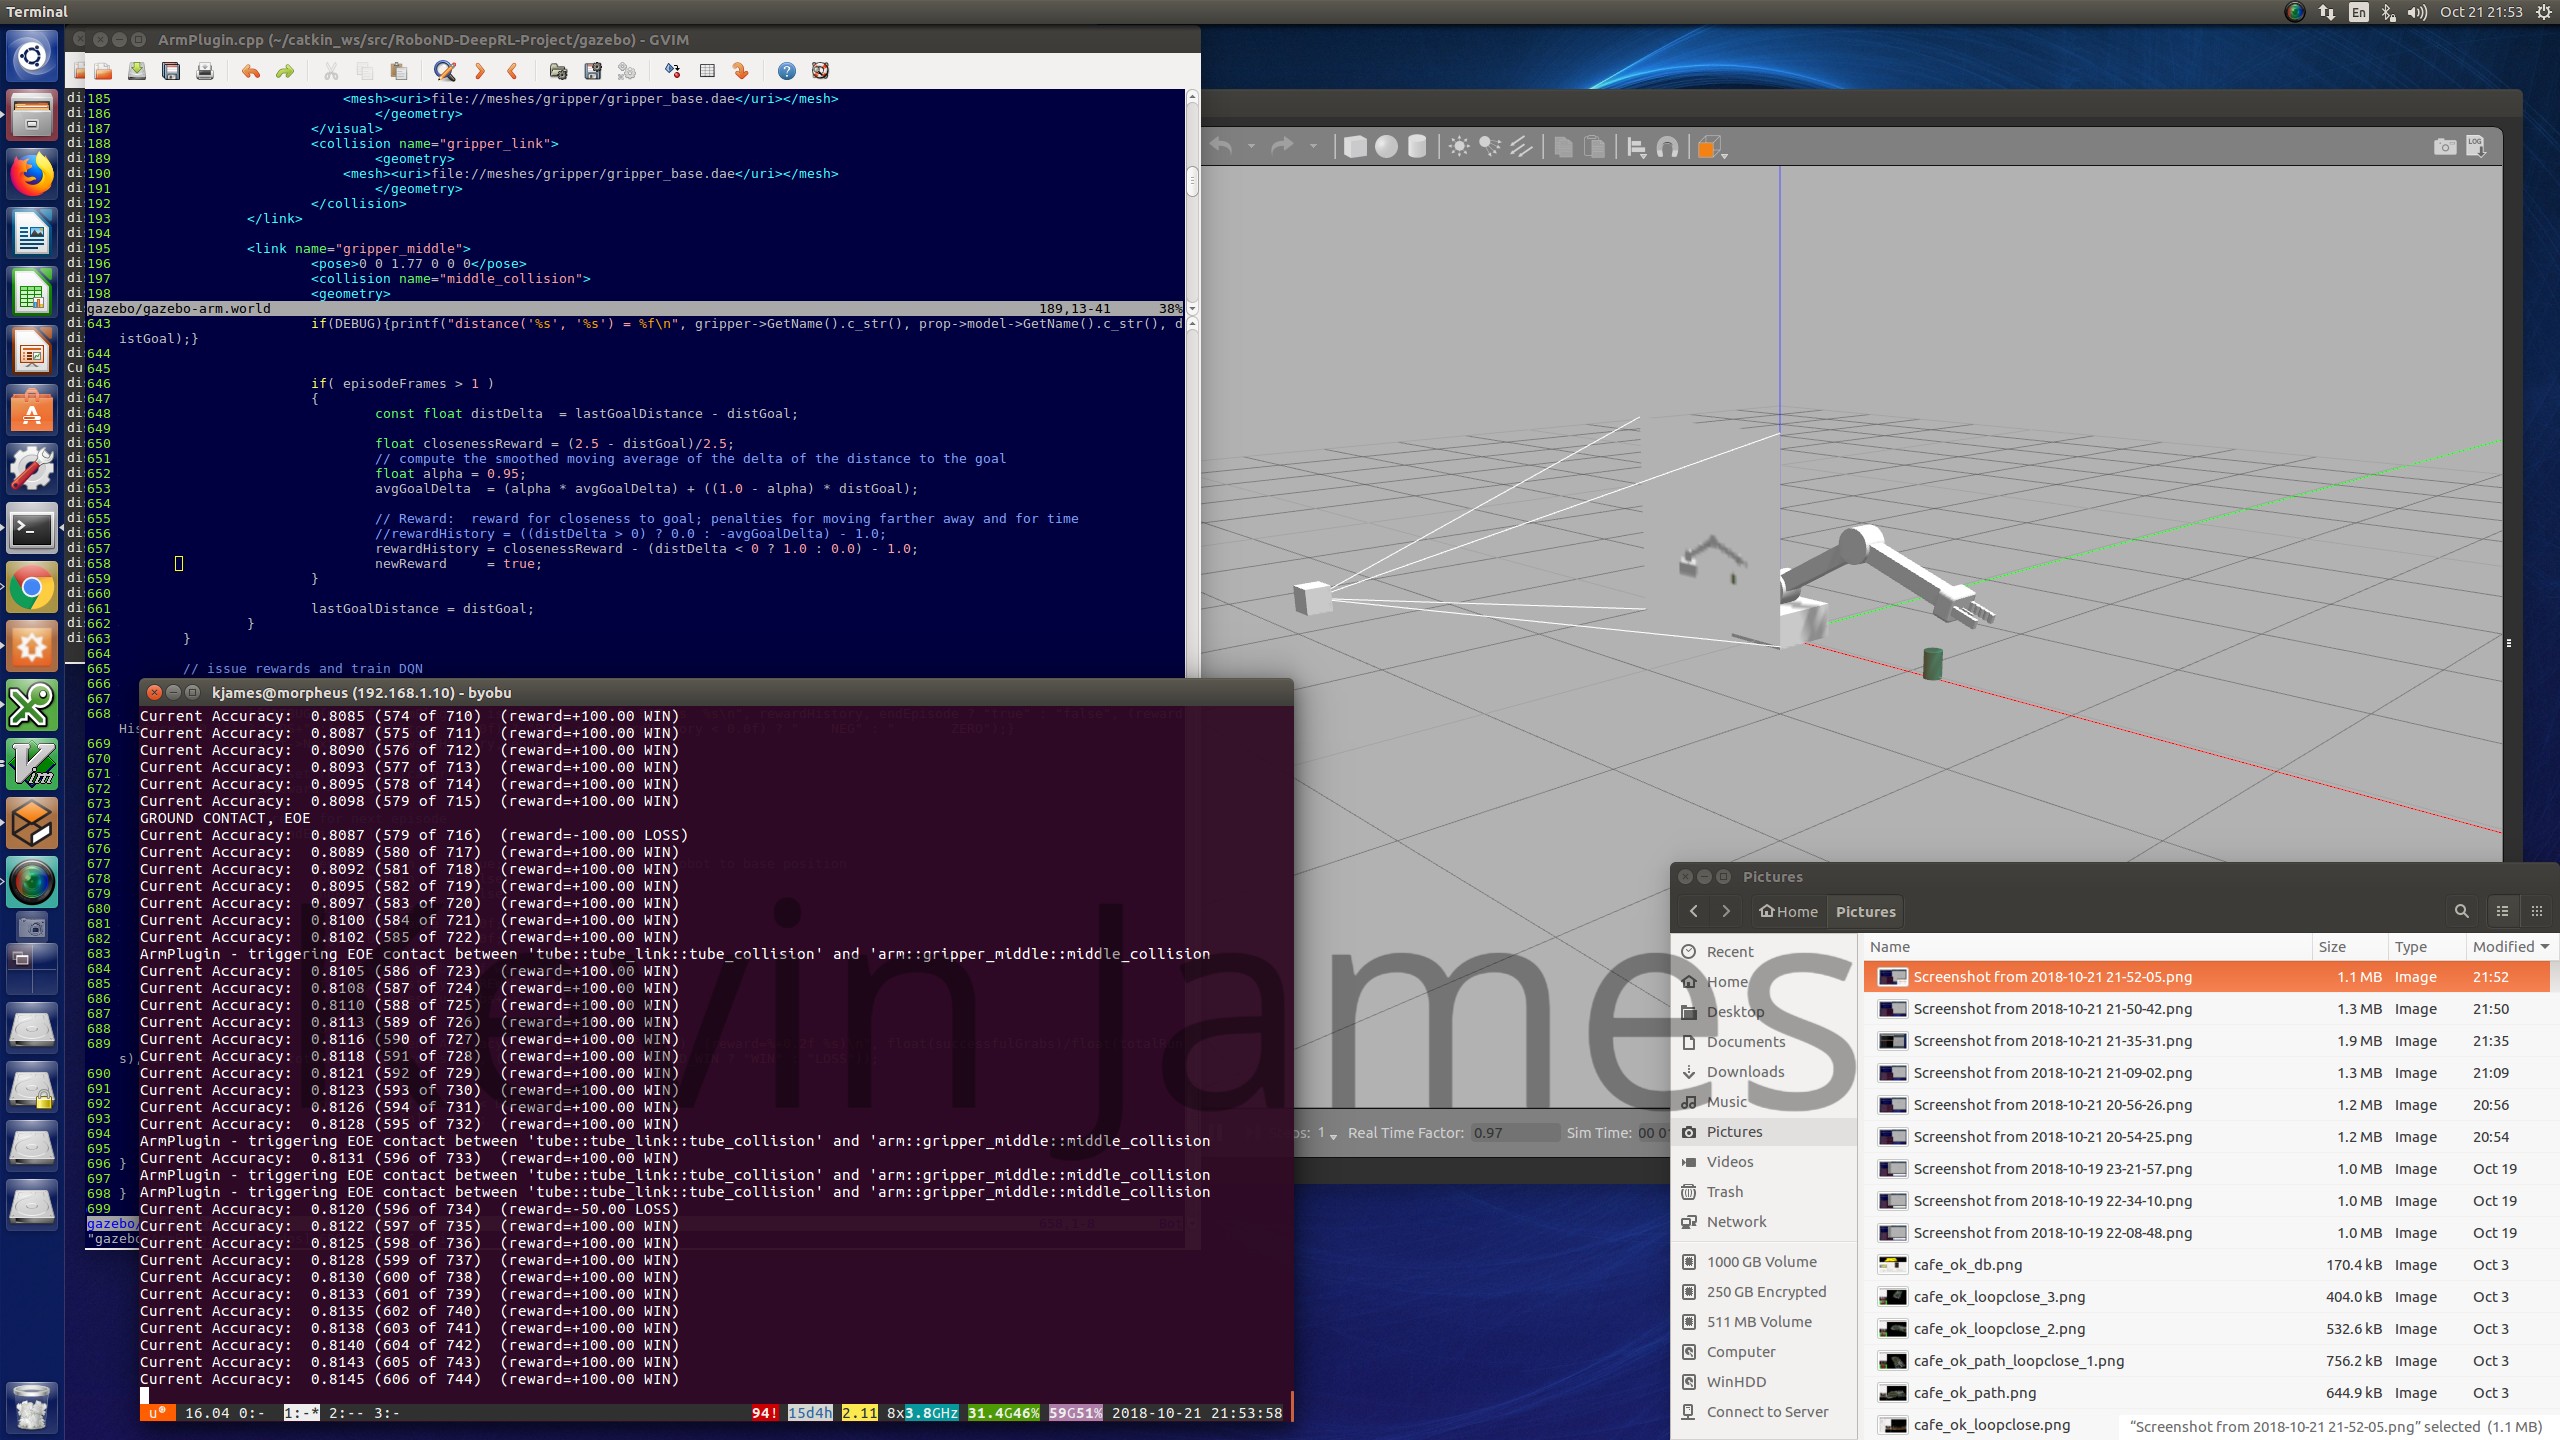 Terminal
En
Oct 21 21:53
ArmPlugin.cpp (~/catkin_ws/src/RoboND-DeepRL-Project/gazebo) - GVIM
185 <mesh><uri>file://meshes/gripper/gripper_base.dae</uri></mesh>
186 </geometry>
187 </visual>
188 <collision name="gripper_link">
189 <geometry>
190 <mesh><uri>file://meshes/gripper/gripper_base.dae</uri></mesh>
191 </geometry>
192 </collision>
193 </link>
194
195 <link name="gripper_middle">
196 <pose>0 0 1.77 0 0 0</pose>
197 <collision name="middle_collision">
198 <geometry>
gazebo/gazebo-arm.world 189,13-41 38%
643 if(DEBUG){printf("distance('%s', '%s') = %f\n", gripper->GetName().c_str(), prop->model->GetName().c_str(), d
istGoal);}
644
645
646 if( episodeFrames > 1 )
647 {
648 const float distDelta  = lastGoalDistance - distGoal;
649
650 float closenessReward = (2.5 - distGoal)/2.5;
651 // compute the smoothed moving average of the delta of the distance to the goal
652 float alpha = 0.95;
653 avgGoalDelta  = (alpha * avgGoalDelta) + ((1.0 - alpha) * distGoal);
654
655 // Reward:  reward for closeness to goal; penalties for moving farther away and for time
656 //rewardHistory = ((distDelta > 0) ? 0.0 : -avgGoalDelta) - 1.0;
657 rewardHistory = closenessReward - (distDelta < 0 ? 1.0 : 0.0) - 1.0;
658 newReward     = true;
659 }
660
661 lastGoalDistance = distGoal;
662 }
663 }
664
665 // issue rewards and train DQN
666
667
668
669
670
671
672
673
674
675
676
677
678
679
680
681
682
683
684
685
686
687
688
689
690
691
692
693
694
695
696 }
697
698 }
699
kjames@morpheus (192.168.1.10) - byobu
Current Accuracy:  0.8085 (574 of 710)  (reward=+100.00 WIN)
Current Accuracy:  0.8087 (575 of 711)  (reward=+100.00 WIN)
Current Accuracy:  0.8090 (576 of 712)  (reward=+100.00 WIN)
Current Accuracy:  0.8093 (577 of 713)  (reward=+100.00 WIN)
Current Accuracy:  0.8095 (578 of 714)  (reward=+100.00 WIN)
Current Accuracy:  0.8098 (579 of 715)  (reward=+100.00 WIN)
GROUND CONTACT, EOE
Current Accuracy:  0.8087 (579 of 716)  (reward=-100.00 LOSS)
Current Accuracy:  0.8089 (580 of 717)  (reward=+100.00 WIN)
Current Accuracy:  0.8092 (581 of 718)  (reward=+100.00 WIN)
Current Accuracy:  0.8095 (582 of 719)  (reward=+100.00 WIN)
Current Accuracy:  0.8097 (583 of 720)  (reward=+100.00 WIN)
Current Accuracy:  0.8100 (584 of 721)  (reward=+100.00 WIN)
Current Accuracy:  0.8102 (585 of 722)  (reward=+100.00 WIN)
ArmPlugin - triggering EOE contact between 'tube::tube_link::tube_collision' and 'arm::gripper_middle::middle_collision
Current Accuracy:  0.8105 (586 of 723)  (reward=+100.00 WIN)
Current Accuracy:  0.8108 (587 of 724)  (reward=+100.00 WIN)
Current Accuracy:  0.8110 (588 of 725)  (reward=+100.00 WIN)
Current Accuracy:  0.8113 (589 of 726)  (reward=+100.00 WIN)
Current Accuracy:  0.8116 (590 of 727)  (reward=+100.00 WIN)
Current Accuracy:  0.8118 (591 of 728)  (reward=+100.00 WIN)
Current Accuracy:  0.8121 (592 of 729)  (reward=+100.00 WIN)
Current Accuracy:  0.8123 (593 of 730)  (reward=+100.00 WIN)
Current Accuracy:  0.8126 (594 of 731)  (reward=+100.00 WIN)
Current Accuracy:  0.8128 (595 of 732)  (reward=+100.00 WIN)
ArmPlugin - triggering EOE contact between 'tube::tube_link::tube_collision' and 'arm::gripper_middle::middle_collision
Current Accuracy:  0.8131 (596 of 733)  (reward=+100.00 WIN)
ArmPlugin - triggering EOE contact between 'tube::tube_link::tube_collision' and 'arm::gripper_middle::middle_collision
ArmPlugin - triggering EOE contact between 'tube::tube_link::tube_collision' and 'arm::gripper_middle::middle_collision
Current Accuracy:  0.8120 (596 of 734)  (reward=-50.00 LOSS)
Current Accuracy:  0.8122 (597 of 735)  (reward=+100.00 WIN)
Current Accuracy:  0.8125 (598 of 736)  (reward=+100.00 WIN)
Current Accuracy:  0.8128 (599 of 737)  (reward=+100.00 WIN)
Current Accuracy:  0.8130 (600 of 738)  (reward=+100.00 WIN)
Current Accuracy:  0.8133 (601 of 739)  (reward=+100.00 WIN)
Current Accuracy:  0.8135 (602 of 740)  (reward=+100.00 WIN)
Current Accuracy:  0.8138 (603 of 741)  (reward=+100.00 WIN)
Current Accuracy:  0.8140 (604 of 742)  (reward=+100.00 WIN)
Current Accuracy:  0.8143 (605 of 743)  (reward=+100.00 WIN)
Current Accuracy:  0.8145 (606 of 744)  (reward=+100.00 WIN)
16.04 0:- 1:-* 2:-- 3:- 94! 15d4h 2.11 8x3.8GHz 31.4G46% 59G51% 2018-10-21 21:53:58
Kevin James
Real Time Factor: 0.97 Sim Time:
Pictures
Home Pictures
Recent
Home
Desktop
Documents
Downloads
Music
Pictures
Videos
Trash
Network
1000 GB Volume
250 GB Encrypted
511 MB Volume
Computer
WinHDD
Connect to Server
Name Size Type Modified
Screenshot from 2018-10-21 21-52-05.png 1.1 MB Image 21:52
Screenshot from 2018-10-21 21-50-42.png 1.3 MB Image 21:50
Screenshot from 2018-10-21 21-35-31.png 1.9 MB Image 21:35
Screenshot from 2018-10-21 21-09-02.png 1.3 MB Image 21:09
Screenshot from 2018-10-21 20-56-26.png 1.2 MB Image 20:56
Screenshot from 2018-10-21 20-54-25.png 1.2 MB Image 20:54
Screenshot from 2018-10-19 23-21-57.png 1.0 MB Image Oct 19
Screenshot from 2018-10-19 22-34-10.png 1.0 MB Image Oct 19
Screenshot from 2018-10-19 22-08-48.png 1.0 MB Image Oct 19
cafe_ok_db.png 170.4 kB Image Oct 3
cafe_ok_loopclose_3.png 404.0 kB Image Oct 3
cafe_ok_loopclose_2.png 532.6 kB Image Oct 3
cafe_ok_path_loopclose_1.png 756.2 kB Image Oct 3
cafe_ok_path.png 644.9 kB Image Oct 3
cafe_ok_loopclose.png
“Screenshot from 2018-10-21 21-52-05.png” selected (1.1 MB)